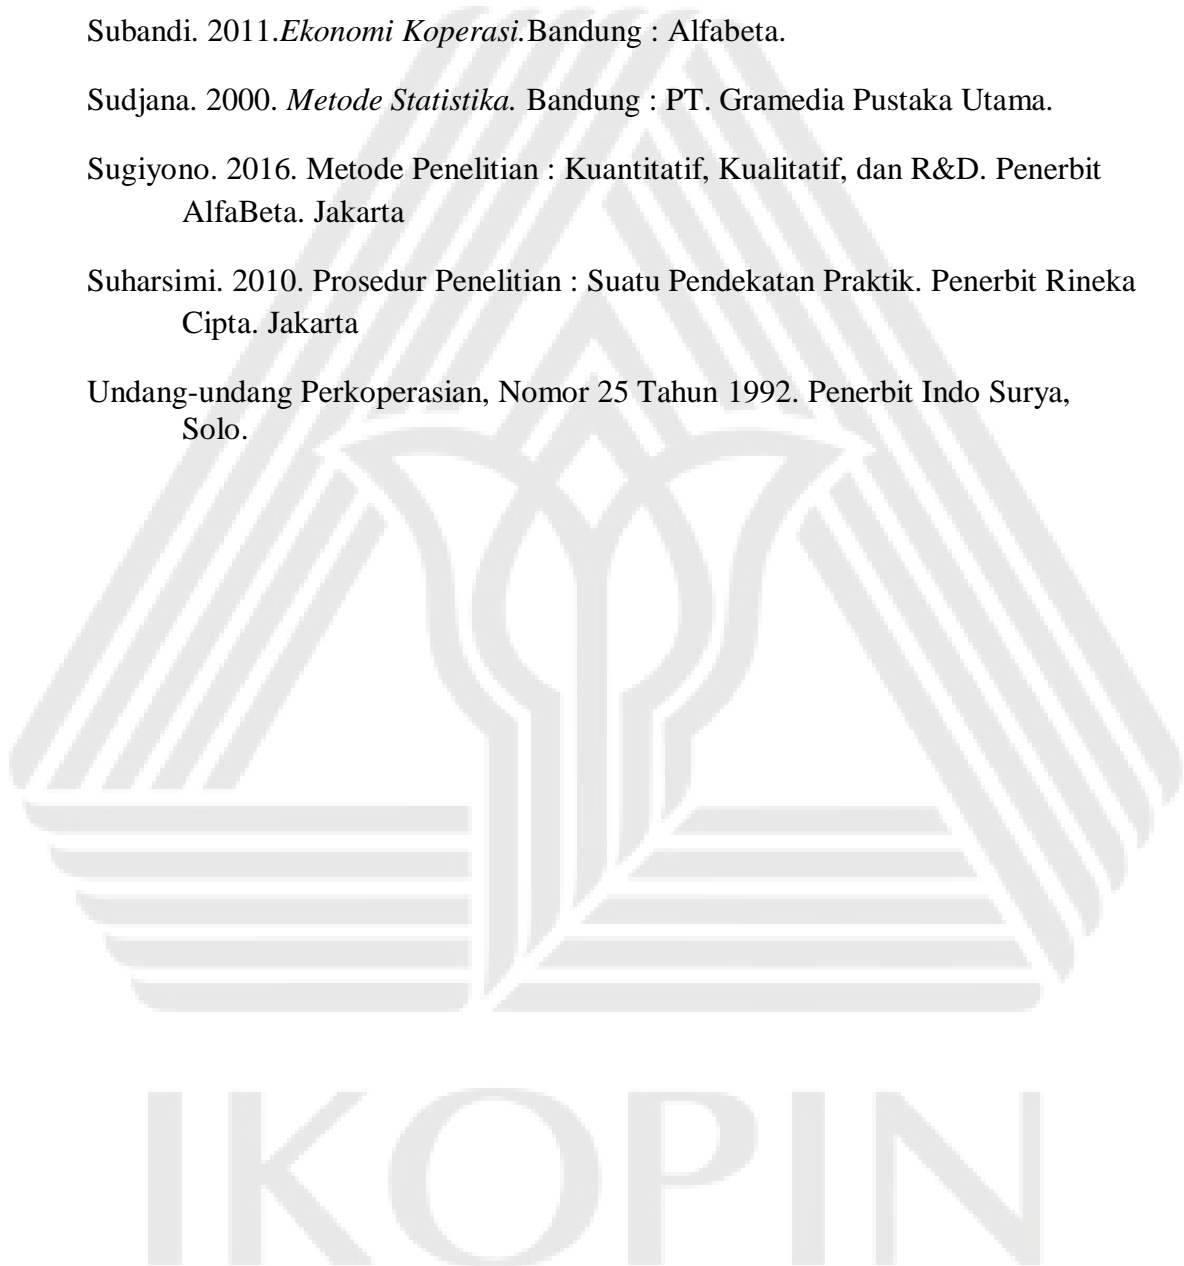 Subandi. 2011.Ekonomi Koperasi.Bandung : Alfabeta.
Sudjana. 2000. Metode Statistika. Bandung : PT. Gramedia Pustaka Utama.
Sugiyono. 2016. Metode Penelitian : Kuantitatif, Kualitatif, dan R&D. Penerbit
AlfaBeta. Jakarta
Suharsimi. 2010. Prosedur Penelitian : Suatu Pendekatan Praktik. Penerbit Rineka
Cipta. Jakarta
Undang-undang Perkoperasian, Nomor 25 Tahun 1992. Penerbit Indo Surya,
Solo.
IKOPIN